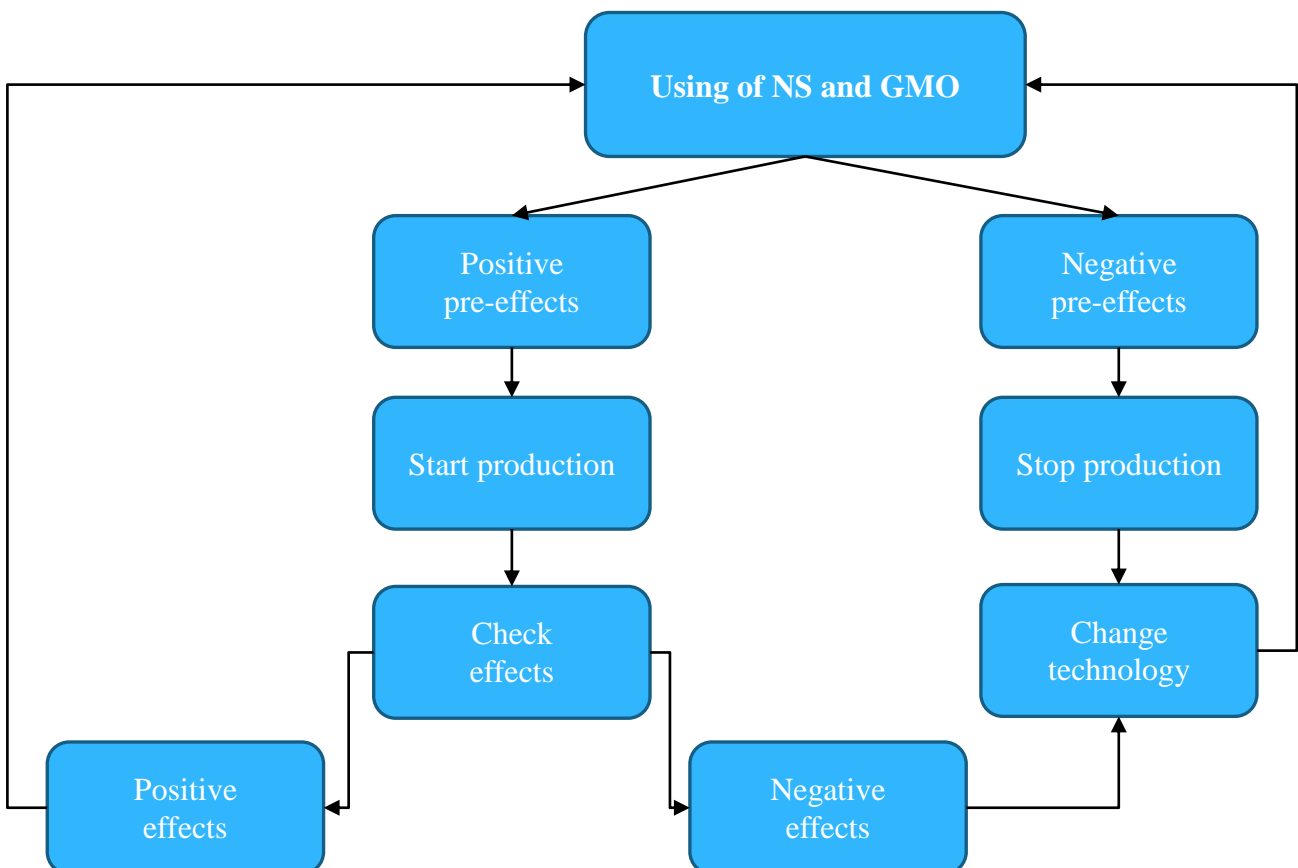 Using of NS and GMO
Positive
pre-effects
Negative
pre-effects
Start production
Stop production
Check
effects
Change
technology
Positive
effects
Negative
effects